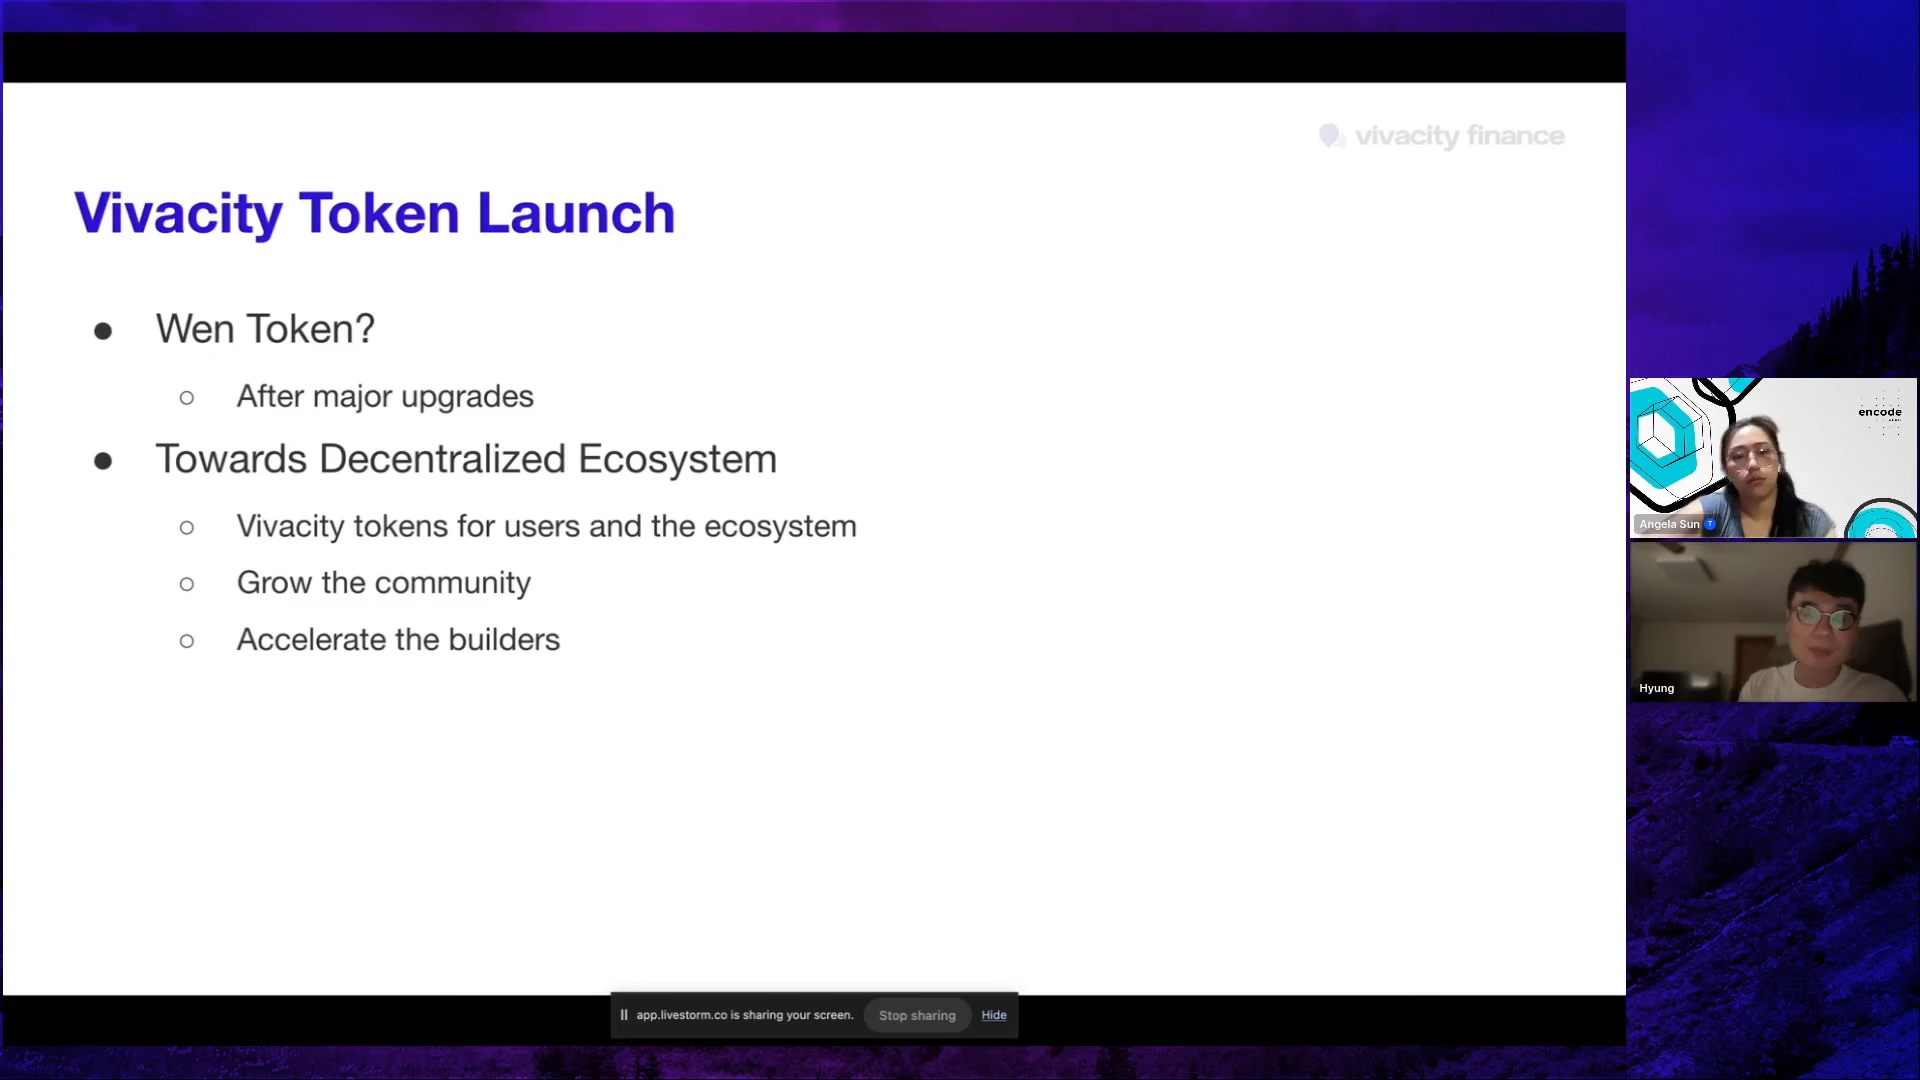 vivacity finance
Vivacity Token Launch
● Wen Token?
○ After major upgrades
● Towards Decentralized Ecosystem
○ Vivacity tokens for users and the ecosystem
○ Grow the community
○ Accelerate the builders
encode
Angela Sun T
Hyung
app.livestorm.co is sharing your screen. Stop sharing Hide